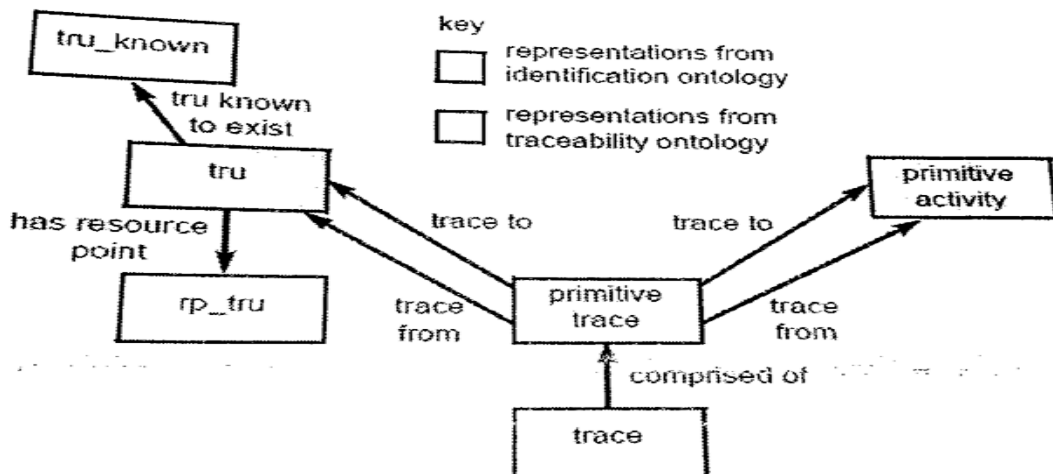 tru_known
key
representations from
identification ontology
representations from
traceability ontology
tru known
to exist
tru
primitive
activity
has resource
point
trace to
trace to
rp_tru
trace
from
primitive
trace
trace
from
comprised of
trace